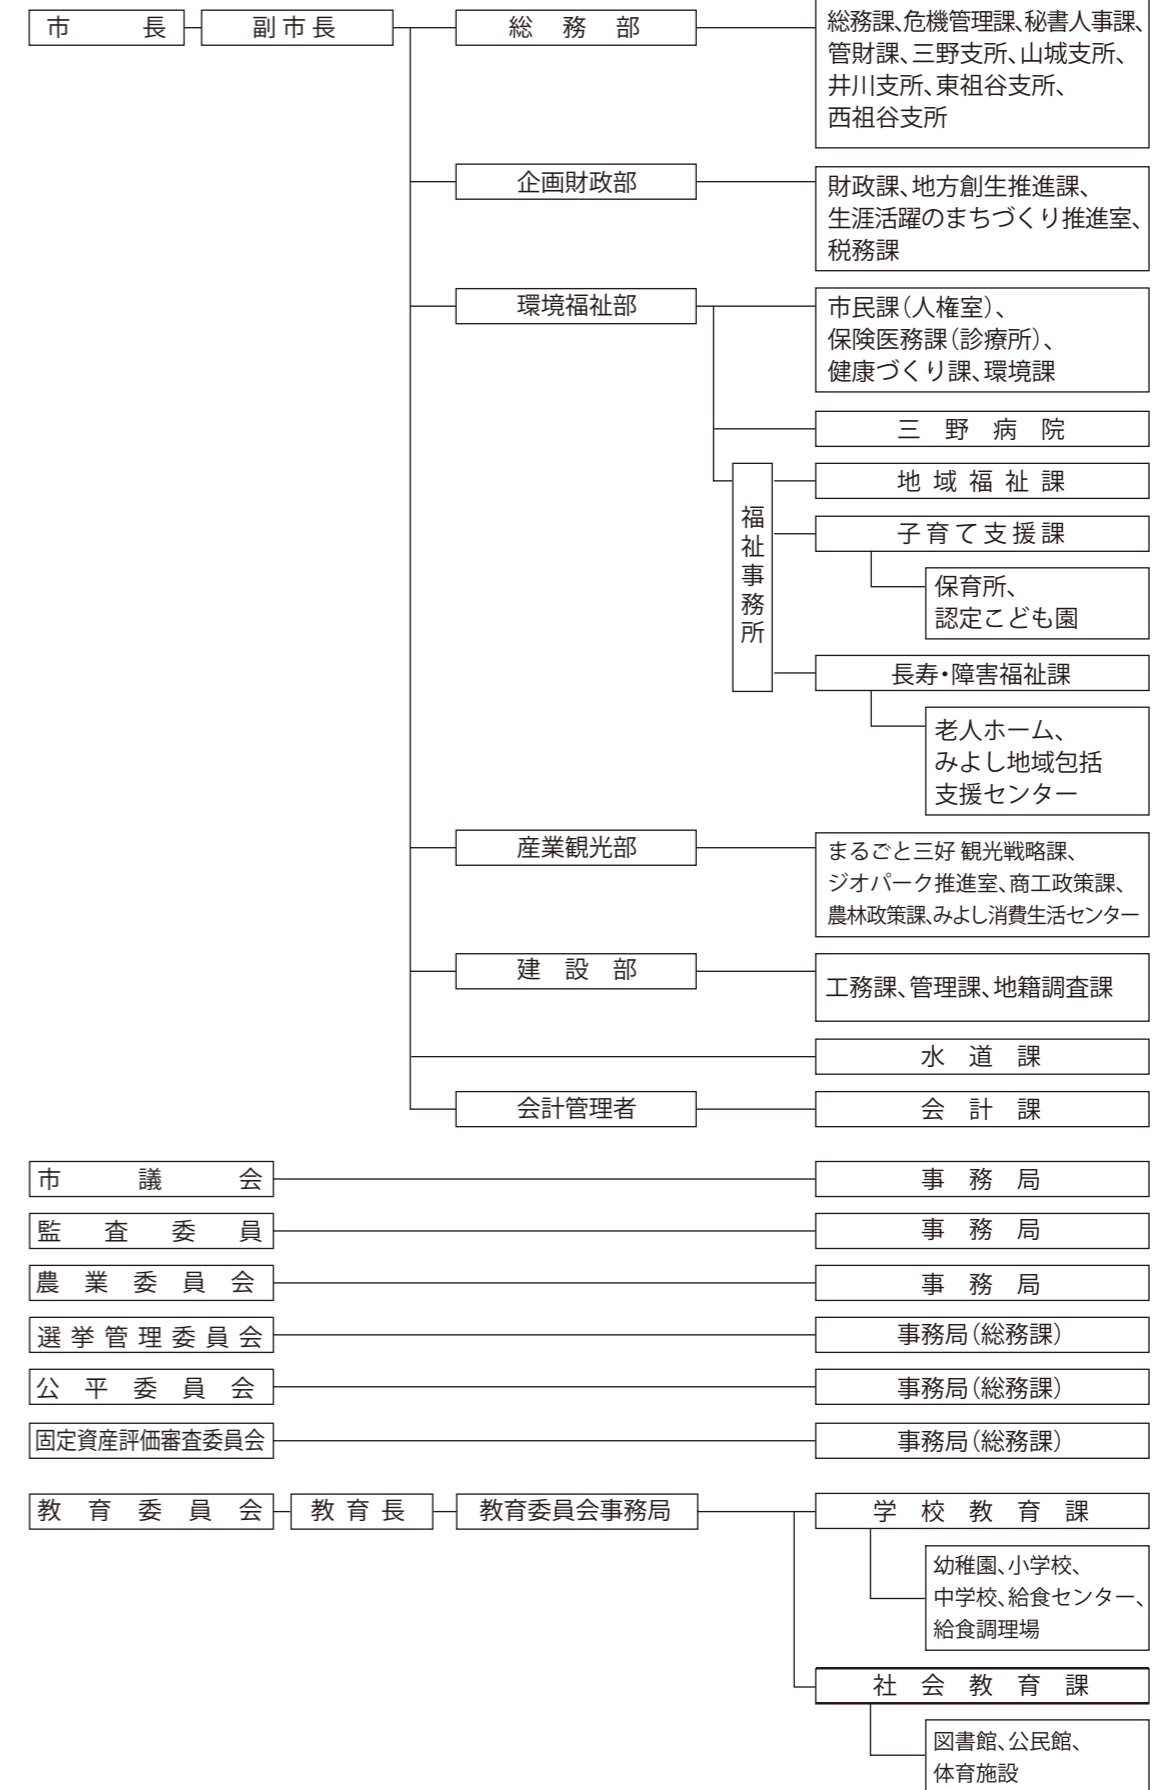 市長
副市長
総務部
総務課、危機管理課、秘書人事課、
管財課、三野支所、山城支所、
井川支所、東祖谷支所、
西祖谷支所
企画財政部
財政課、地方創生推進課、
生涯活躍のまちづくり推進室、
税務課
環境福祉部
市民課(人権室)、
保険医務課(診療所)、
健康づくり課、環境課
三野病院
福祉事務所
地域福祉課
子育て支援課
保育所、
認定こども園
長寿・障害福祉課
老人ホーム、
みよし地域包括
支援センター
産業観光部
まるごと三好 観光戦略課、
ジオパーク推進室、商工政策課、
農林政策課、みよし消費生活センター
建設部
工務課、管理課、地籍調査課
水道課
会計管理者
会計課
市議会
事務局
監査委員
事務局
農業委員会
事務局
選挙管理委員会
事務局(総務課)
公平委員会
事務局(総務課)
固定資産評価審査委員会
事務局(総務課)
教育委員会
教育長
教育委員会事務局
学校教育課
幼稚園、小学校、
中学校、給食センター、
給食調理場
社会教育課
図書館、公民館、
体育施設